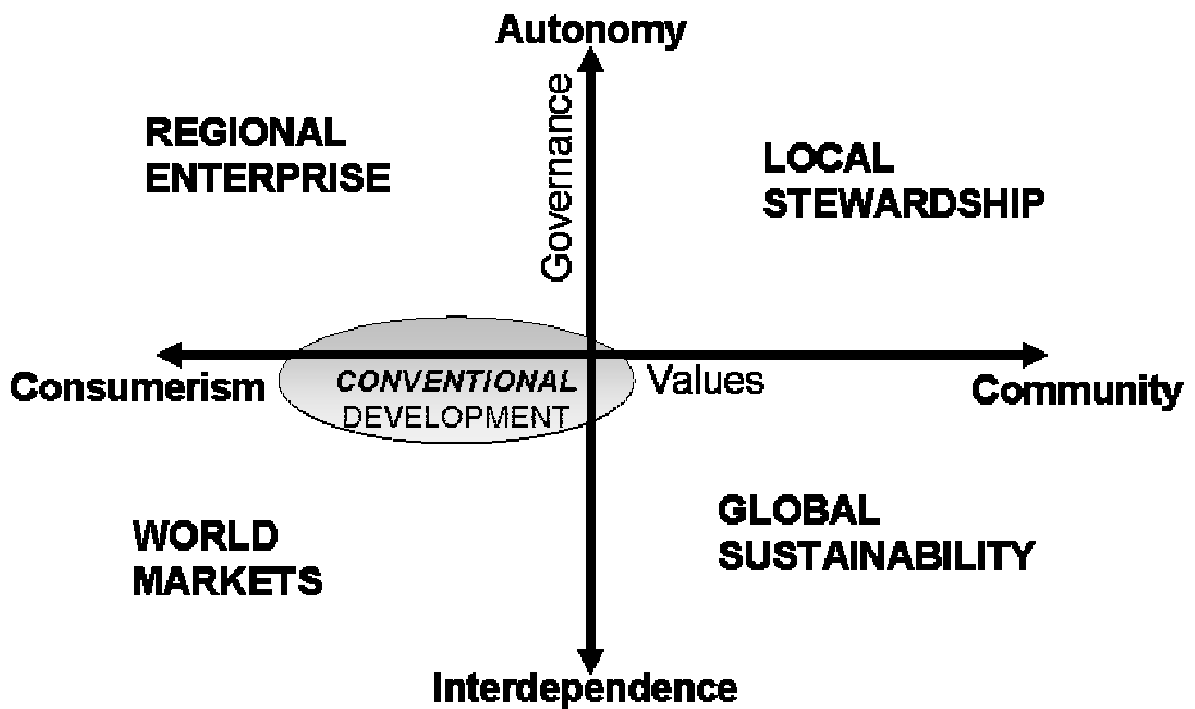 Autonomy
Governance
REGIONAL
ENTERPRISE
LOCAL
STEWARDSHIP
Consumerism
CONVENTIONAL
DEVELOPMENT
Values
Community
WORLD
MARKETS
GLOBAL
SUSTAINABILITY
Interdependence